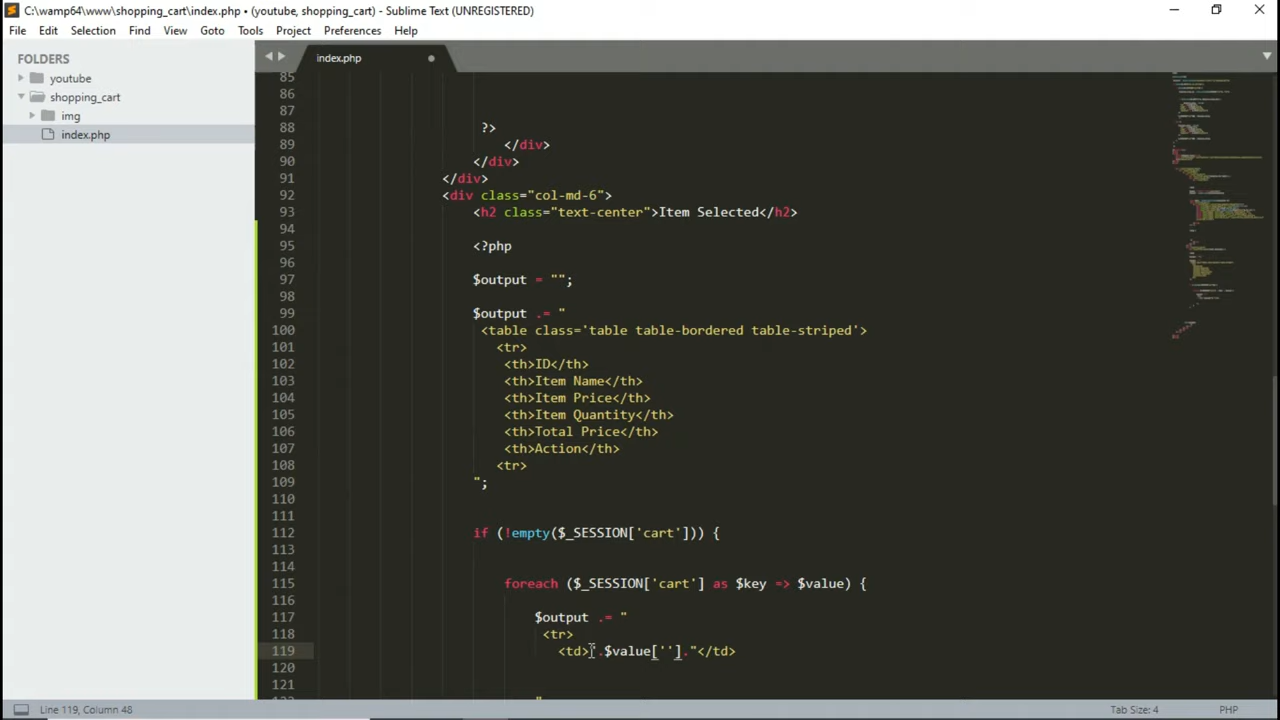 C:\wamp64\www\shopping_cart\index.php • (youtube, shopping_cart) - Sublime Text (UNREGISTERED)
File Edit Selection Find View Goto Tools Project Preferences Help
FOLDERS
youtube
shopping_cart
img
index.php
index.php
85
86
87
88 ?>
89 </div>
90 </div>
91 </div>
92 <div class="col-md-6">
93 <h2 class="text-center">Item Selected</h2>
94
95 <?php
96
97 $output = "";
98
99 $output .= "
100 <table class='table table-bordered table-striped'>
101 <tr>
102 <th>ID</th>
103 <th>Item Name</th>
104 <th>Item Price</th>
105 <th>Item Quantity</th>
106 <th>Total Price</th>
107 <th>Action</th>
108 <tr>
109 ";
110
111
112 if (!empty($_SESSION['cart'])) {
113
114
115 foreach ($_SESSION['cart'] as $key => $value) {
116
117 $output .= "
118 <tr>
119 <td>".$value['']."</td>
120
121
"
Line 119, Column 48
Tab Size: 4
PHP